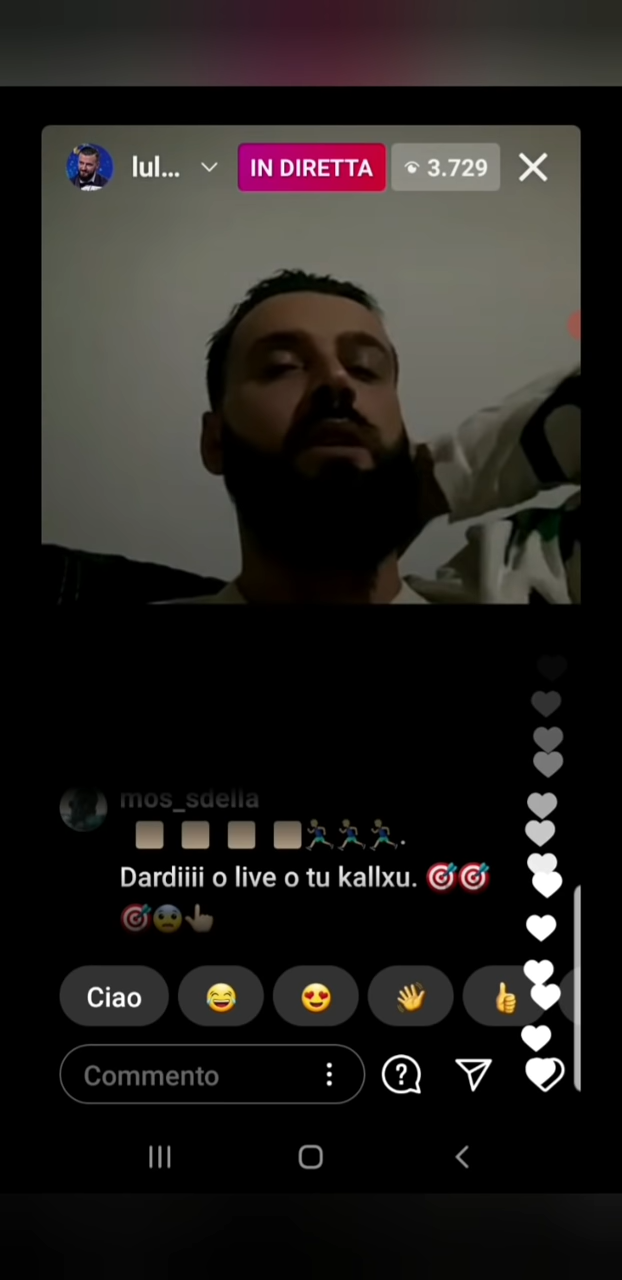 lul...
IN DIRETTA
3.729
mos_sdella
Dardiiii o live o tu kallxu. 🎯🎯
🎯😨👆🏼
Ciao
Commento